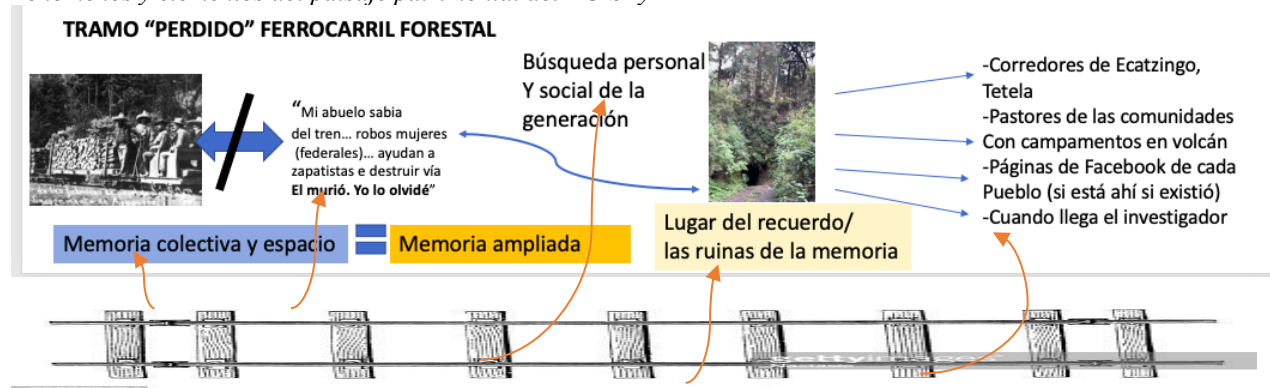 TRAMO “PERDIDO” FERROCARRIL FORESTAL
“Mi abuelo sabia
del tren... robos mujeres
(federales)... ayudan a
zapatistas e destruir vía
El murió. Yo lo olvidé”
Búsqueda personal
Y social de la
generación
-Corredores de Ecatzingo,
Tetela
-Pastores de las comunidades
Con campamentos en volcán
-Páginas de Facebook de cada
Pueblo (si está ahí si existió)
-Cuando llega el investigador
Memoria colectiva y espacio
Memoria ampliada
Lugar del recuerdo/
las ruinas de la memoria